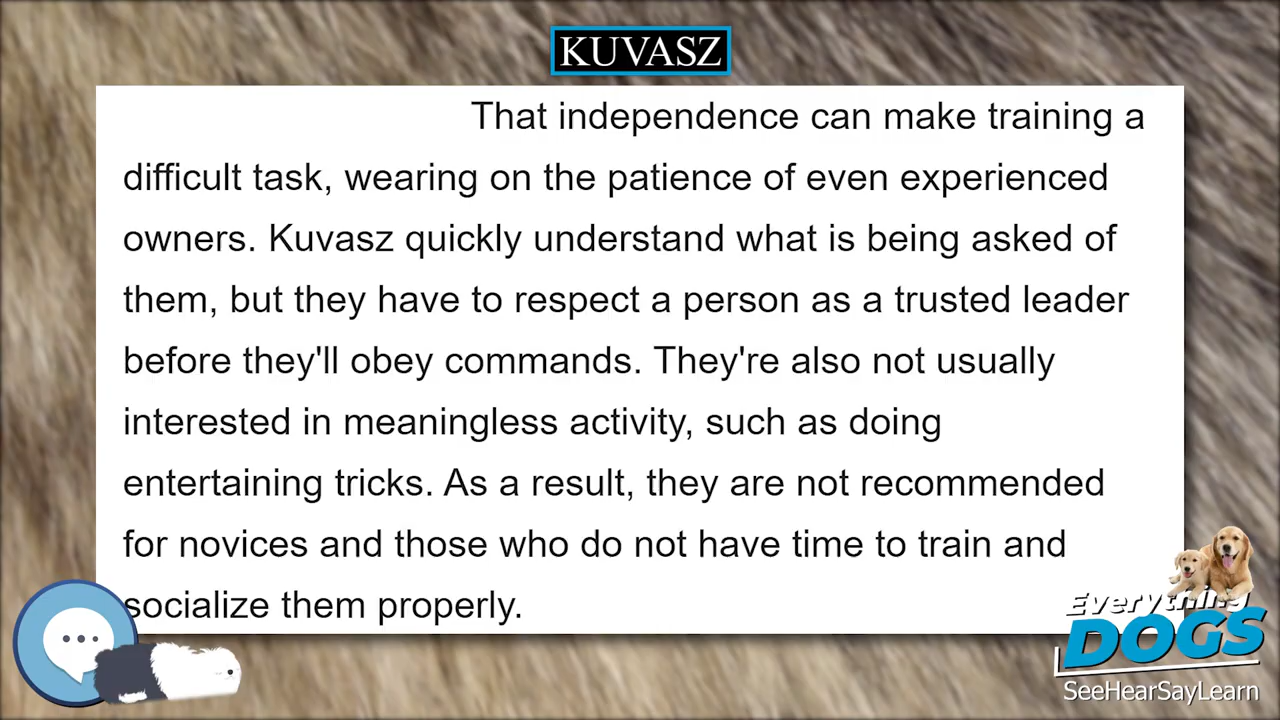 KUVASZ
That independence can make training a
difficult task, wearing on the patience of even experienced
owners. Kuvasz quickly understand what is being asked of
them, but they have to respect a person as a trusted leader
before they'll obey commands. They're also not usually
interested in meaningless activity, such as doing
entertaining tricks. As a result, they are not recommended
for novices and those who do not have time to train and
socialize them properly.
Everything
DOGS
SeeHearSayLearn